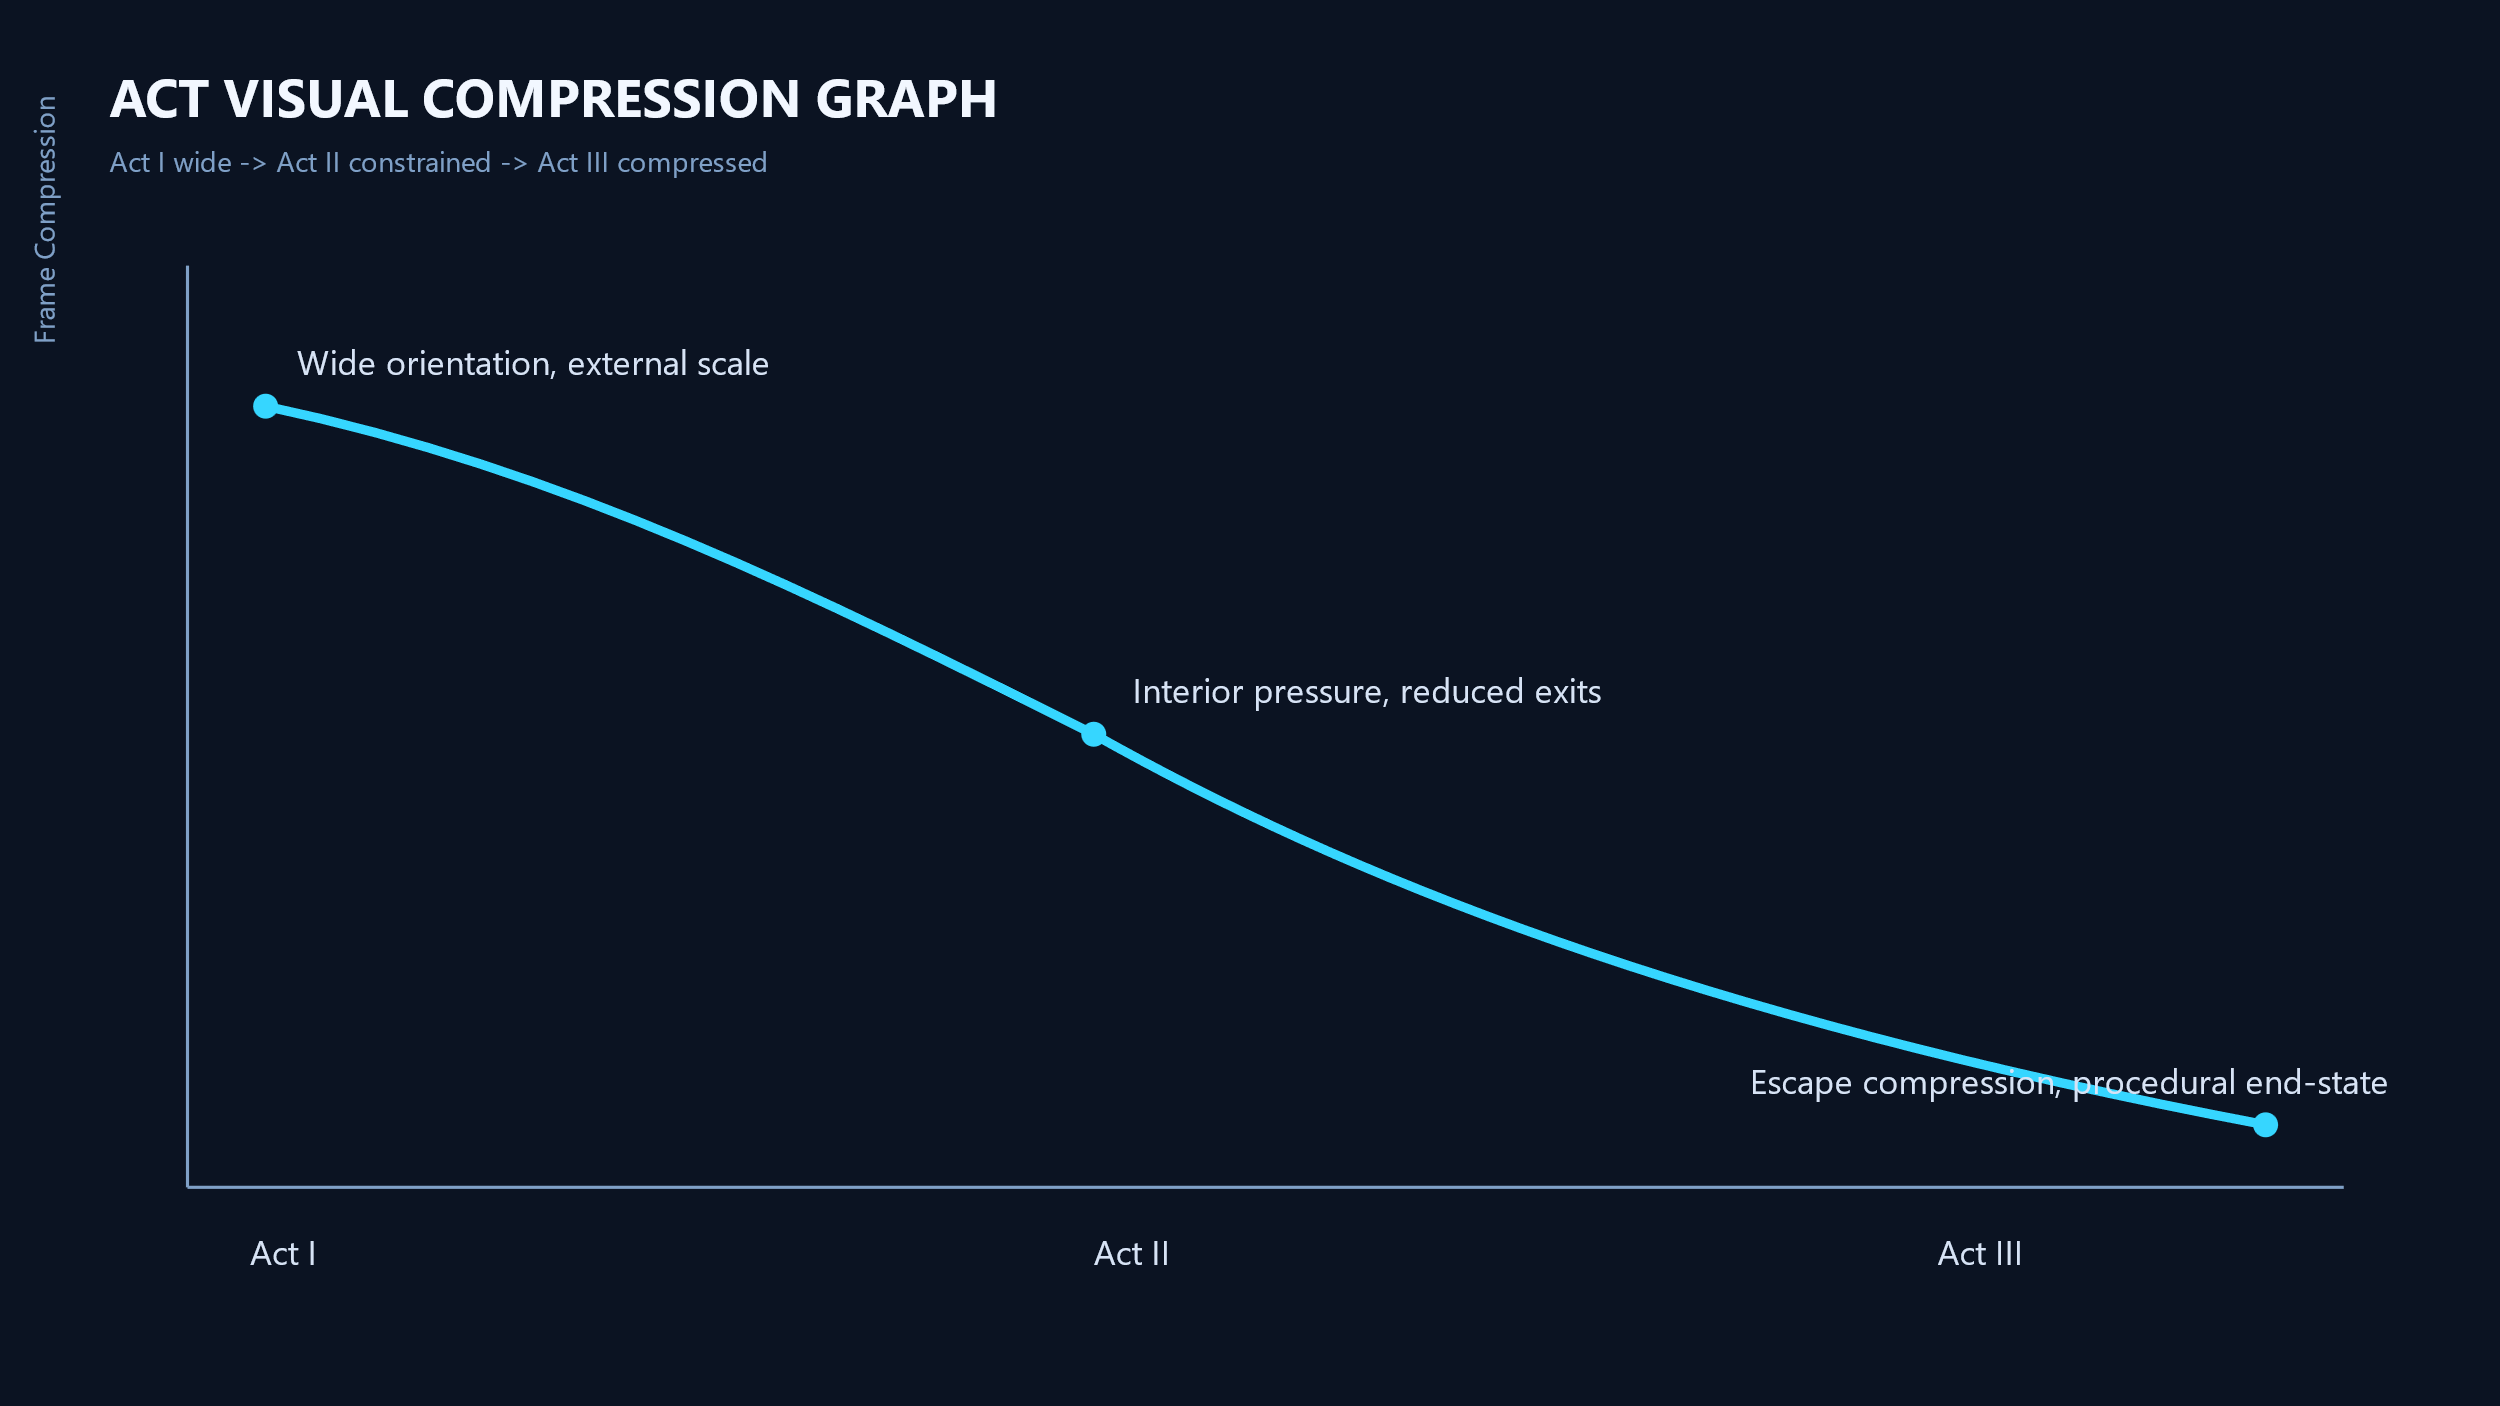 ACT VISUAL COMPRESSION GRAPH
Act I wide -> Act II constrained -> Act III compressed
Frame Compression
Wide orientation, external scale
Interior pressure, reduced exits
Escape compression, procedural end-state
Act I
Act II
Act III